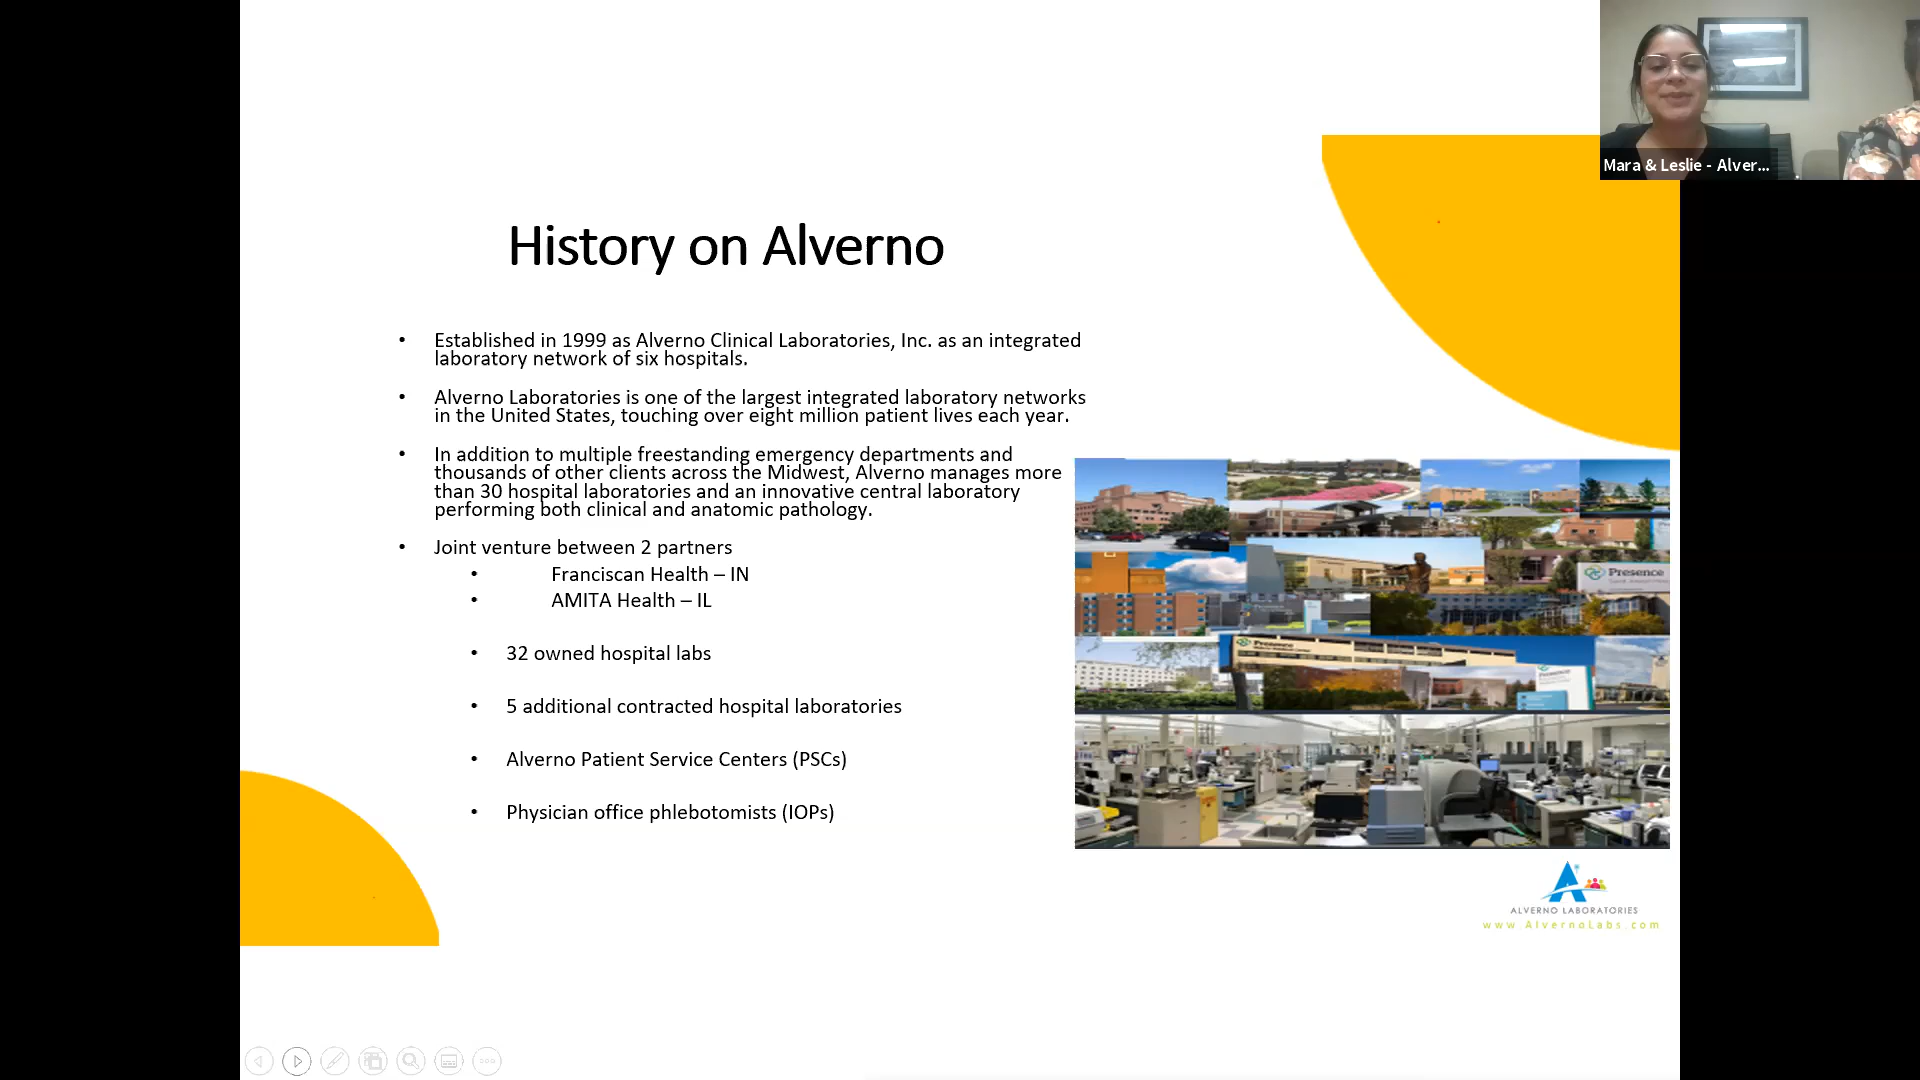 Mara & Leslie - Alver...
History on Alverno
• Established in 1999 as Alverno Clinical Laboratories, Inc. as an integrated
laboratory network of six hospitals.
• Alverno Laboratories is one of the largest integrated laboratory networks
in the United States, touching over eight million patient lives each year.
• In addition to multiple freestanding emergency departments and
thousands of other clients across the Midwest, Alverno manages more
than 30 hospital laboratories and an innovative central laboratory
performing both clinical and anatomic pathology.
• Joint venture between 2 partners
• Franciscan Health – IN
• AMITA Health – IL
• 32 owned hospital labs
• 5 additional contracted hospital laboratories
• Alverno Patient Service Centers (PSCs)
• Physician office phlebotomists (IOPs)
Presence
Presence
Presence
ALVERNO LABORATORIES
www.AlvernoLabs.com